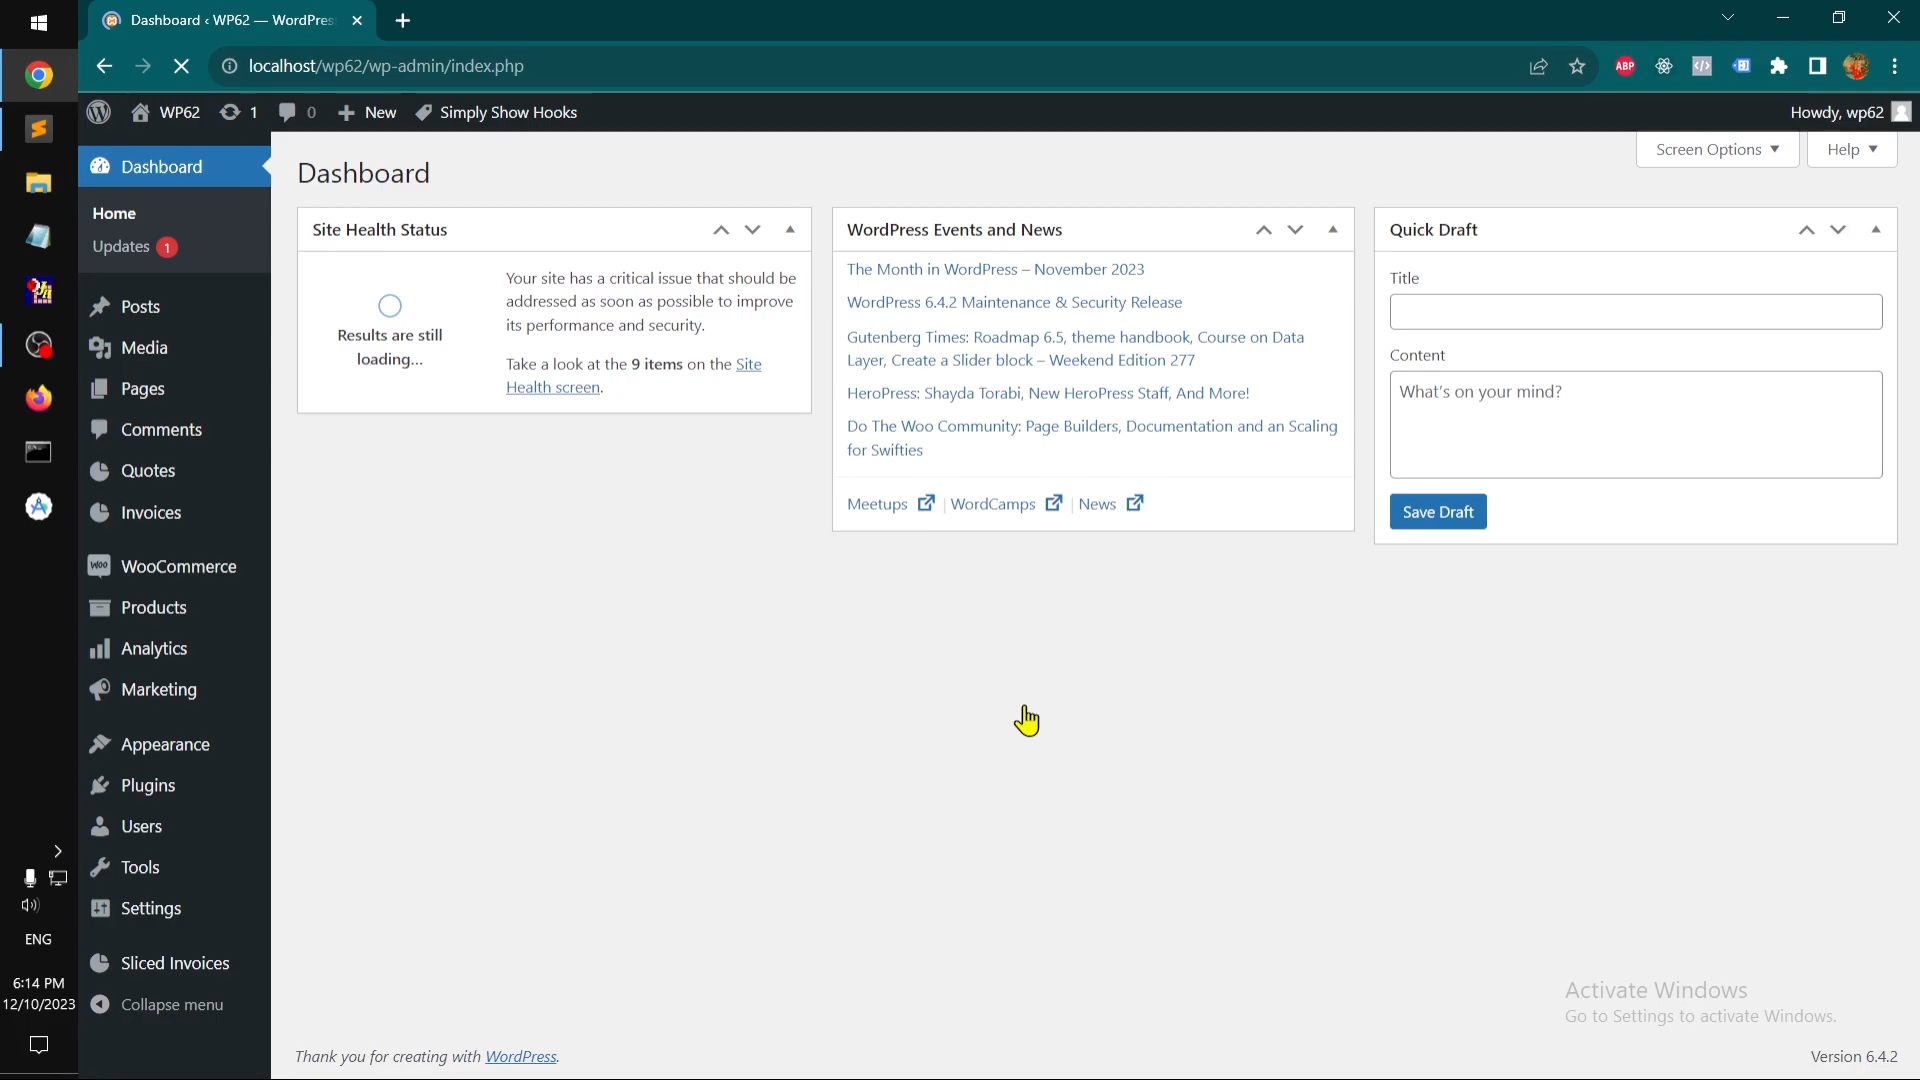 Dashboard ‹ WP62 — WordPres
localhost/wp62/wp-admin/index.php
ABP
WP62 1 0 New Simply Show Hooks
Howdy, wp62
Dashboard
Home
Updates 1
Posts
Media
Pages
Comments
Quotes
Invoices
WOO WooCommerce
Products
Analytics
Marketing
Appearance
Plugins
Users
Tools
Settings
Sliced Invoices
Collapse menu
ENG
6:14 PM
12/10/2023
Dashboard
Screen Options
Help
Site Health Status
Results are still
loading...
Your site has a critical issue that should be
addressed as soon as possible to improve
its performance and security.
Take a look at the 9 items on the Site
Health screen.
WordPress Events and News
The Month in WordPress – November 2023
WordPress 6.4.2 Maintenance & Security Release
Gutenberg Times: Roadmap 6.5, theme handbook, Course on Data
Layer, Create a Slider block – Weekend Edition 277
HeroPress: Shayda Torabi, New HeroPress Staff, And More!
Do The Woo Community: Page Builders, Documentation and an Scaling
for Swifties
Meetups | WordCamps | News
Quick Draft
Title
Content
What's on your mind?
Save Draft
Activate Windows
Go to Settings to activate Windows.
Thank you for creating with WordPress.
Version 6.4.2